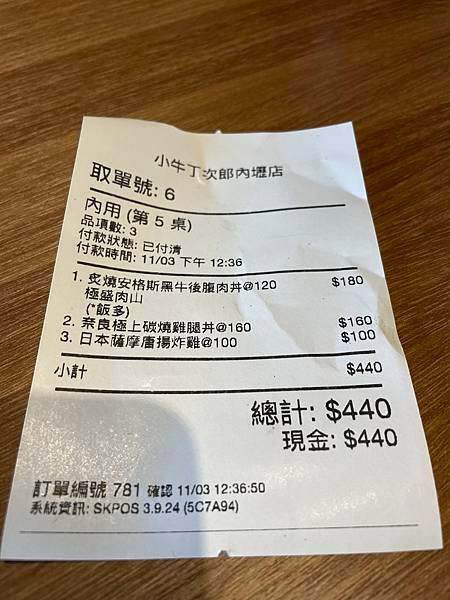 小牛丁次郎內壢店
取單號: 6
內用 (第 5 桌)
品項數: 3
付款狀態: 已付清
付款時間: 11/03 下午 12:36
1. 炙燒安格斯黑牛後腹肉丼@120 $180
極盛肉山
(*飯多)
2. 奈良極上碳燒雞腿丼@160 $160
3. 日本薩摩唐揚炸雞@100 $100
小計 $440
總計: $440
現金: $440
訂單編號 781 確認 11/03 12:36:50
系統資訊: SKPOS 3.9.24 (5C7A94)